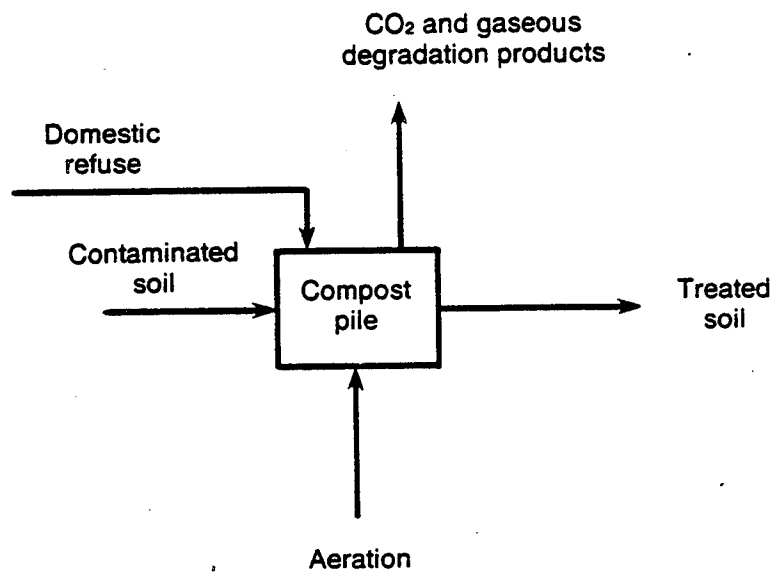 CO₂ and gaseous
degradation products
Domestic
refuse
Contaminated
soil
Compost
pile
Treated
soil
Aeration